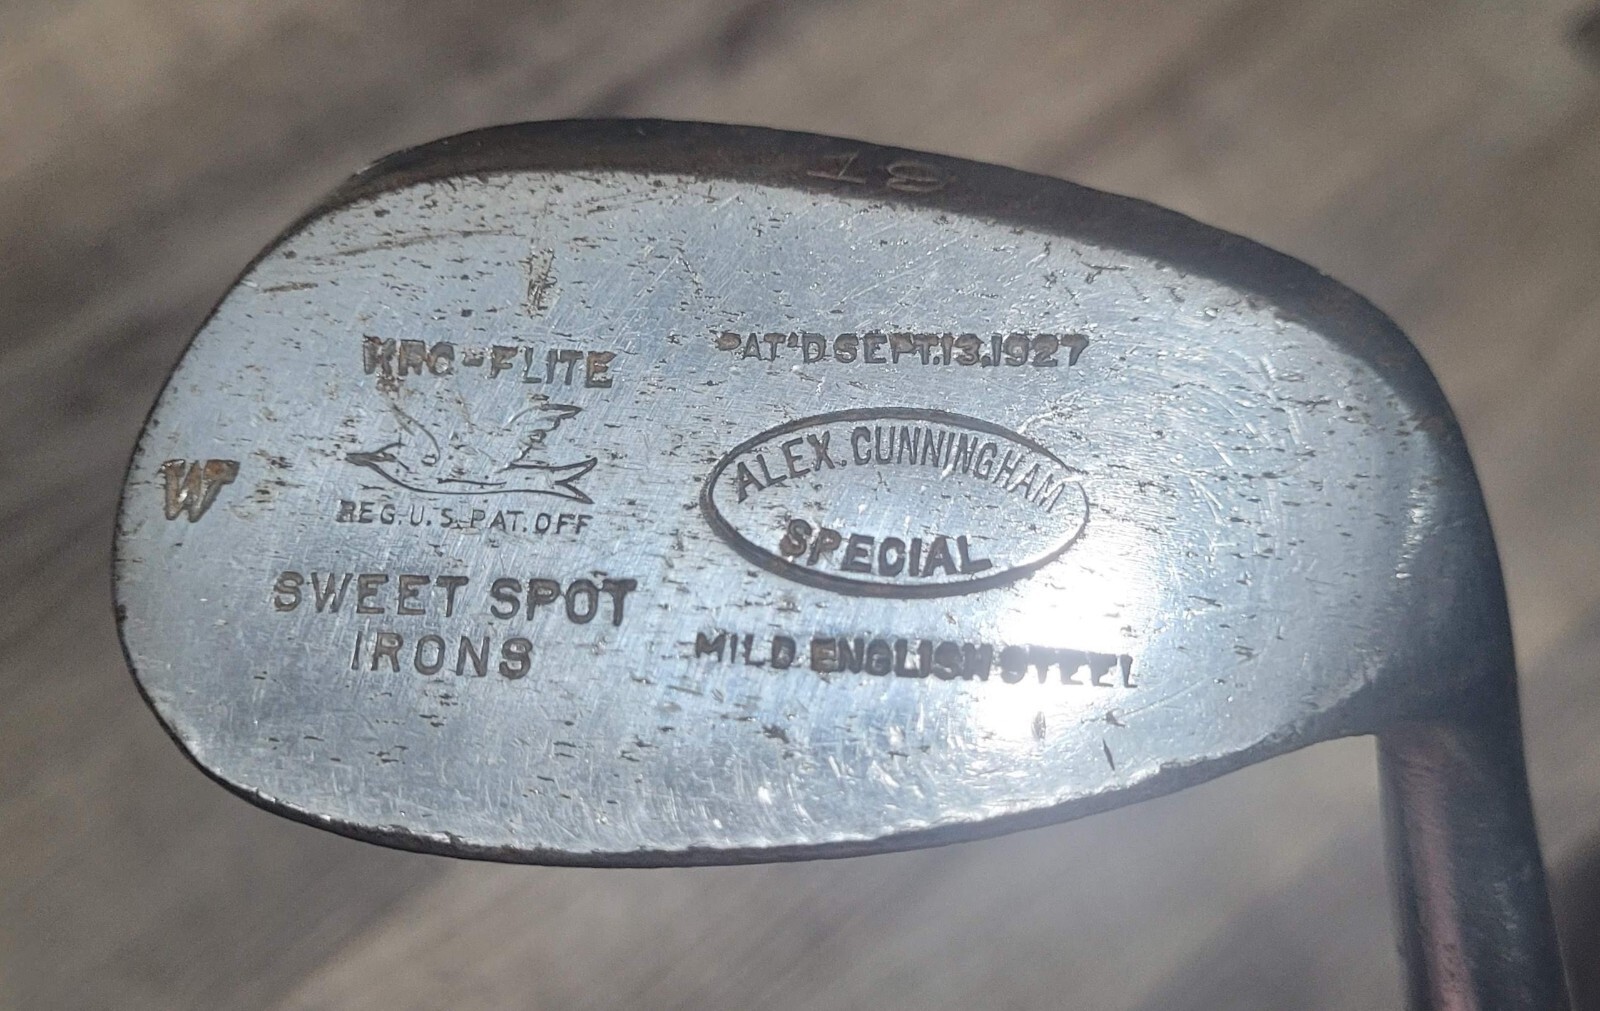 KRO-FLITE
REG. U. S. PAT. OFF
SWEET SPOT
IRONS
W
PAT'D SEPT. 13, 1927
ALEX. CUNNINGHAM
SPECIAL
MILD ENGLISH STEEL